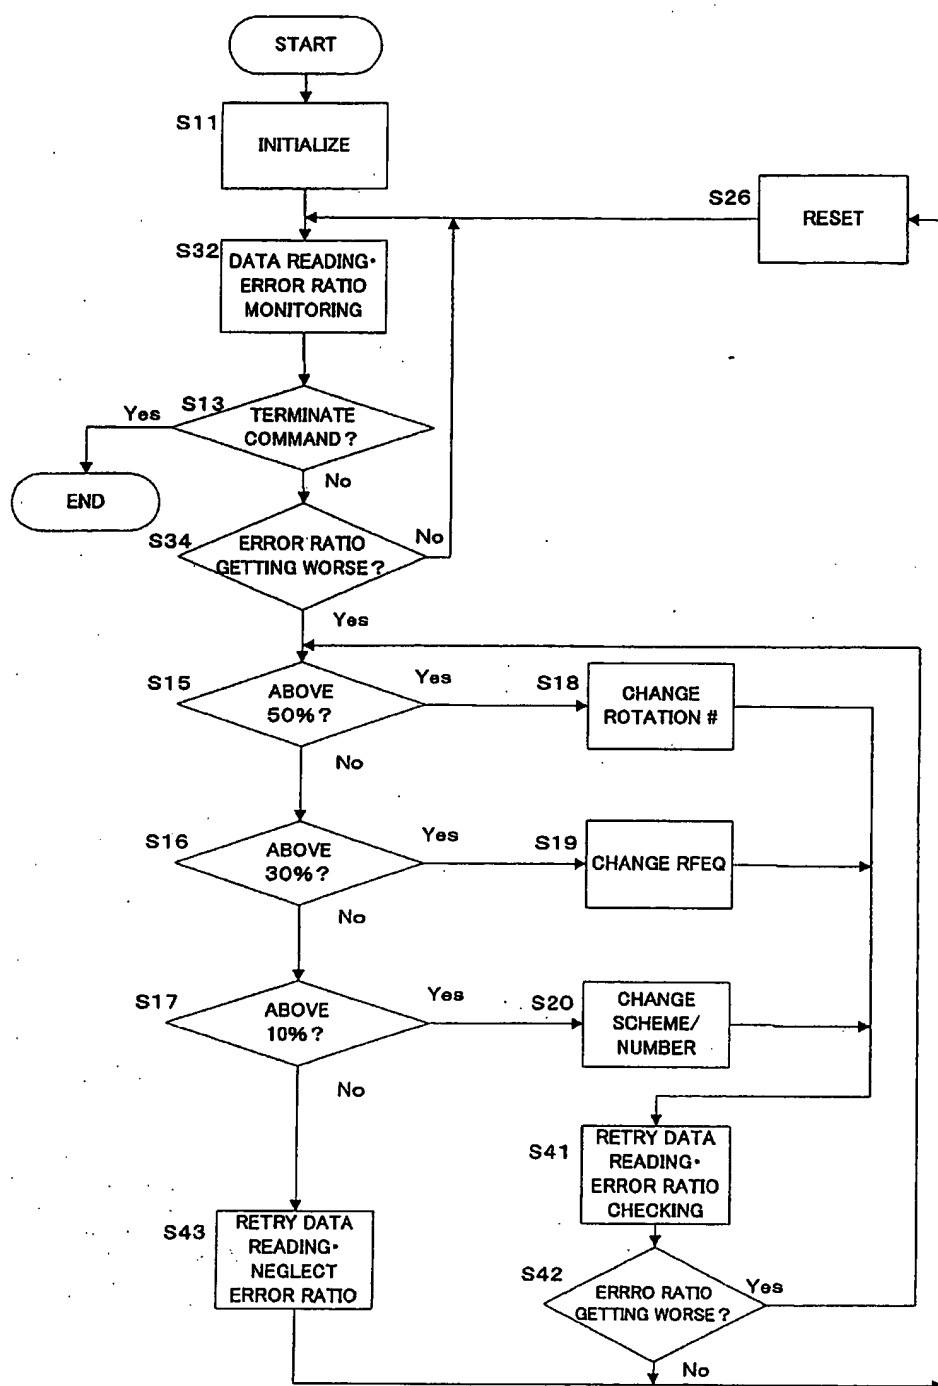 START
S11
INITIALIZE
S26
RESET
S32
DATA READING・
ERROR RATIO
MONITORING
S13
Yes
TERMINATE
COMMAND?
No
END
S34
ERROR RATIO
GETTING WORSE?
No
Yes
S15
ABOVE
50%?
Yes
S18
CHANGE
ROTATION #
No
S16
ABOVE
30%?
Yes
S19
CHANGE RFEQ
No
S17
ABOVE
10%?
Yes
S20
CHANGE
SCHEME/
NUMBER
No
S41
RETRY DATA
READING・
ERROR RATIO
CHECKING
S43
RETRY DATA
READING・
NEGLECT
ERROR RATIO
S42
ERRRO RATIO
GETTING WORSE?
Yes
No